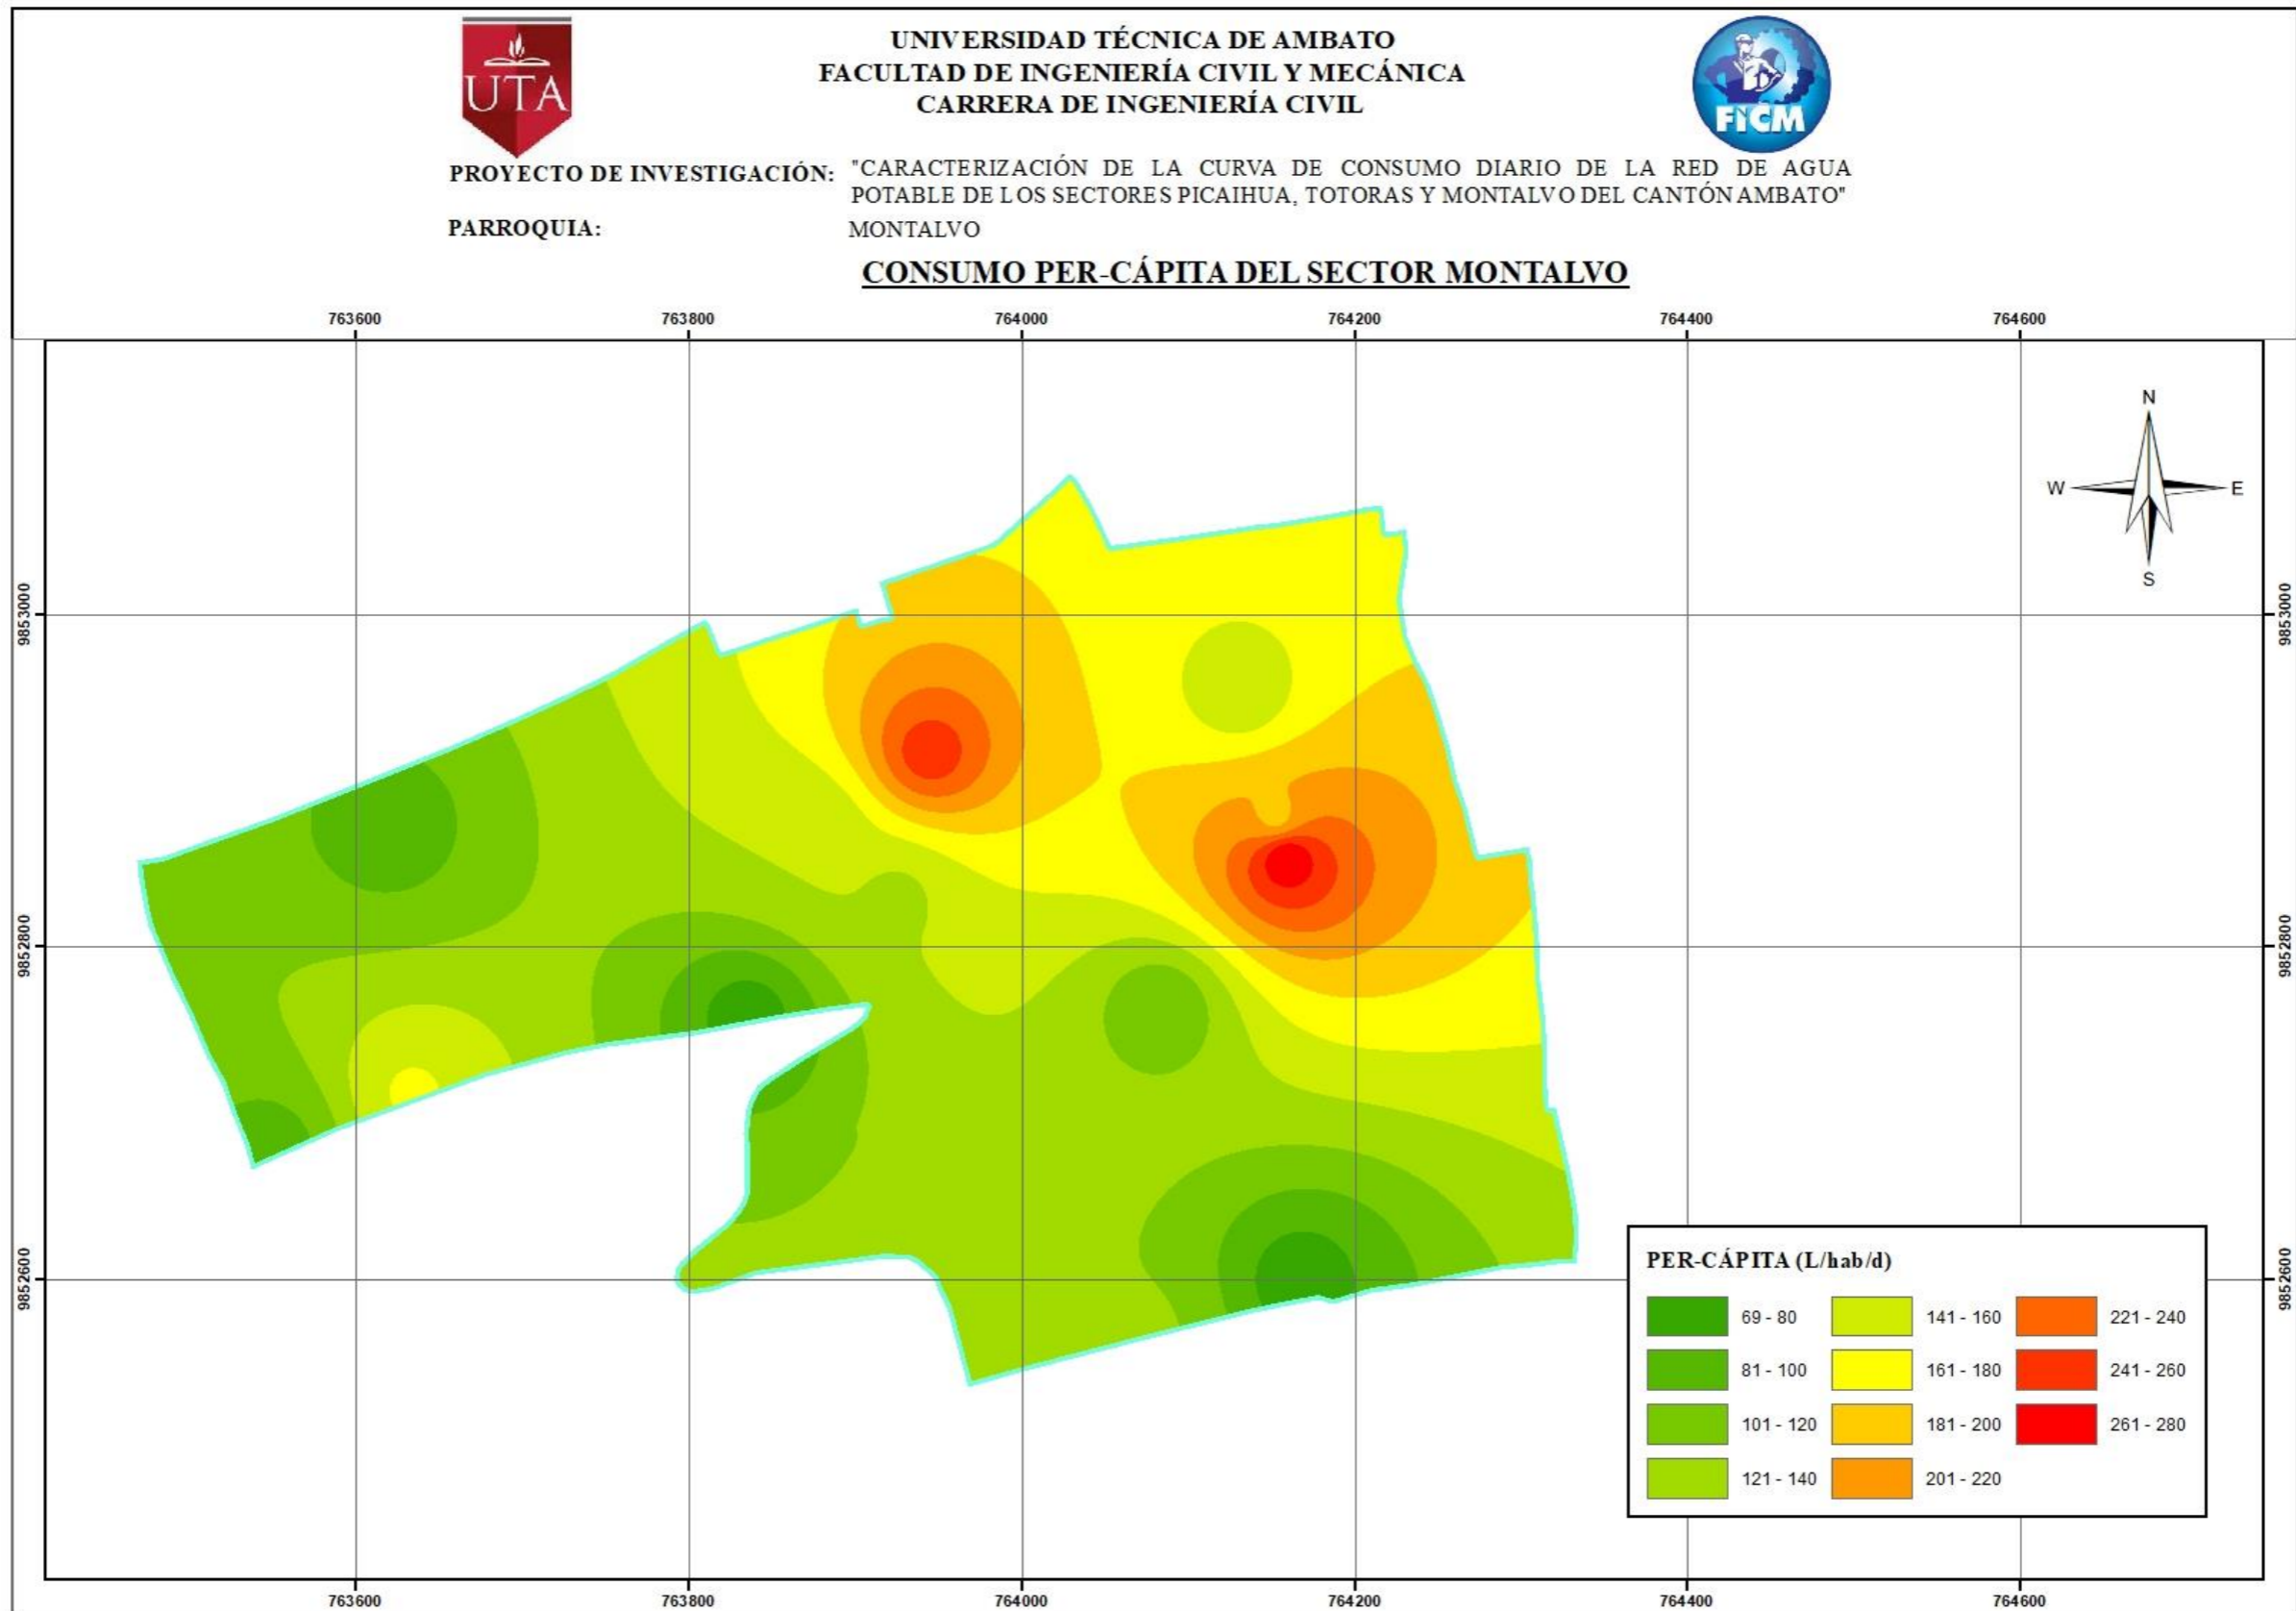 UTA
UNIVERSIDAD TÉCNICA DE AMBATO
FACULTAD DE INGENIERÍA CIVIL Y MECÁNICA
CARRERA DE INGENIERÍA CIVIL
FICM
PROYECTO DE INVESTIGACIÓN: "CARACTERIZACIÓN DE LA CURVA DE CONSUMO DIARIO DE LA RED DE AGUA
POTABLE DE LOS SECTORES PICAIHUA, TOTORAS Y MONTALVO DEL CANTÓN AMBATO"
PARROQUIA: MONTALVO
CONSUMO PER-CÁPITA DEL SECTOR MONTALVO
763600 763800 764000 764200 764400 764600
N
W E
S
9853000 9853000
9852800 9852800
9852600 9852600
PER-CÁPITA (L/hab/d)
69 - 80 141 - 160 221 - 240
81 - 100 161 - 180 241 - 260
101 - 120 181 - 200 261 - 280
121 - 140 201 - 220
763600 763800 764000 764200 764400 764600